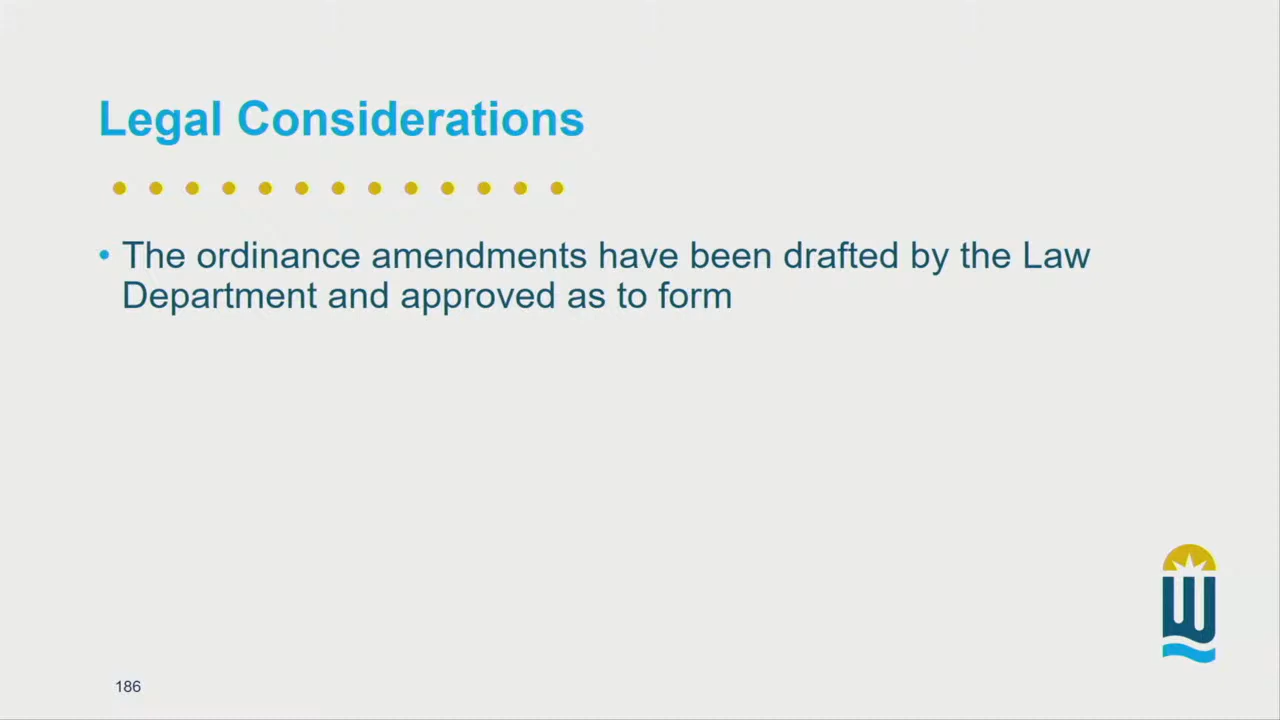 Legal Considerations
• The ordinance amendments have been drafted by the Law
Department and approved as to form
186